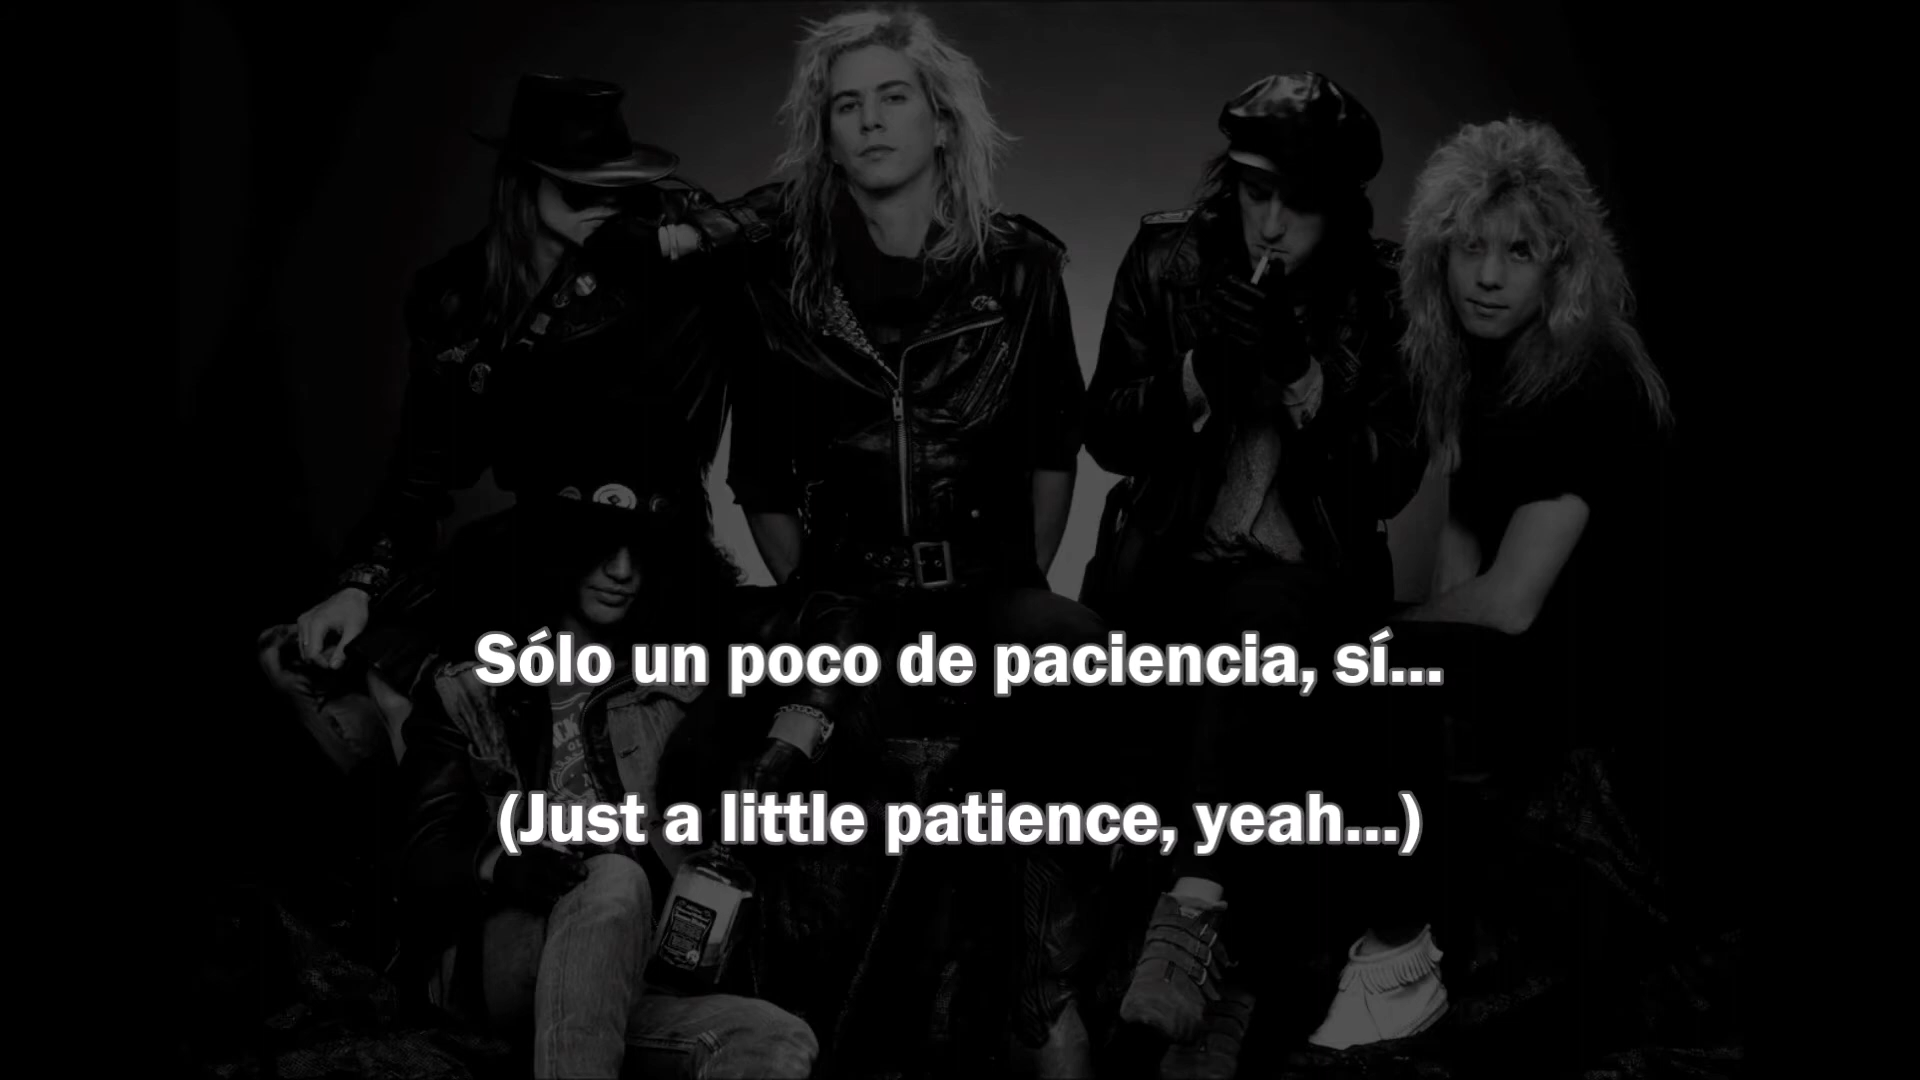 Sólo un poco de paciencia, sí...
(Just a little patience, yeah...)